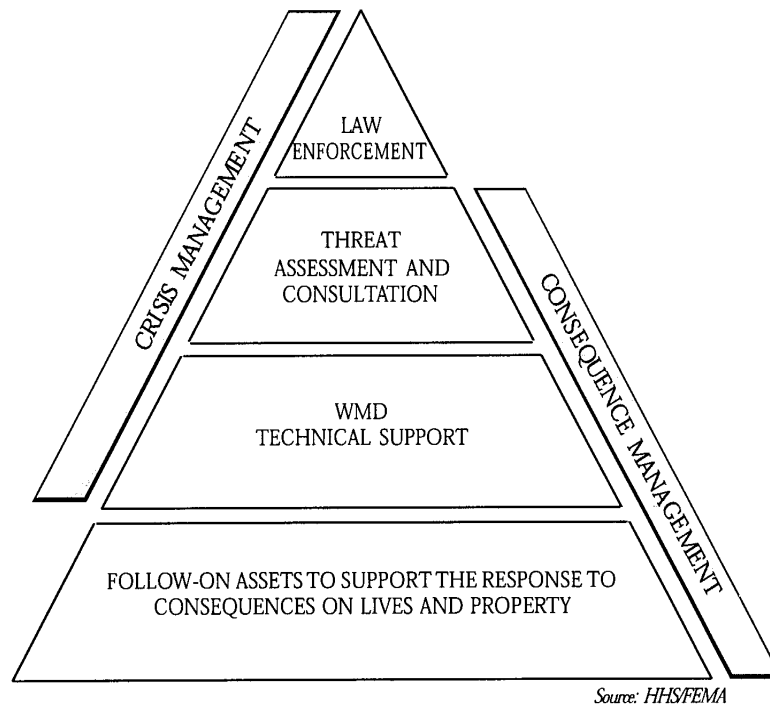 LAW
ENFORCEMENT
CRISIS MANAGEMENT
THREAT
ASSESSMENT AND
CONSULTATION
CONSEQUENCE MANAGEMENT
WMD
TECHNICAL SUPPORT
FOLLOW-ON ASSETS TO SUPPORT THE RESPONSE TO
CONSEQUENCES ON LIVES AND PROPERTY
Source: HHS/FEMA